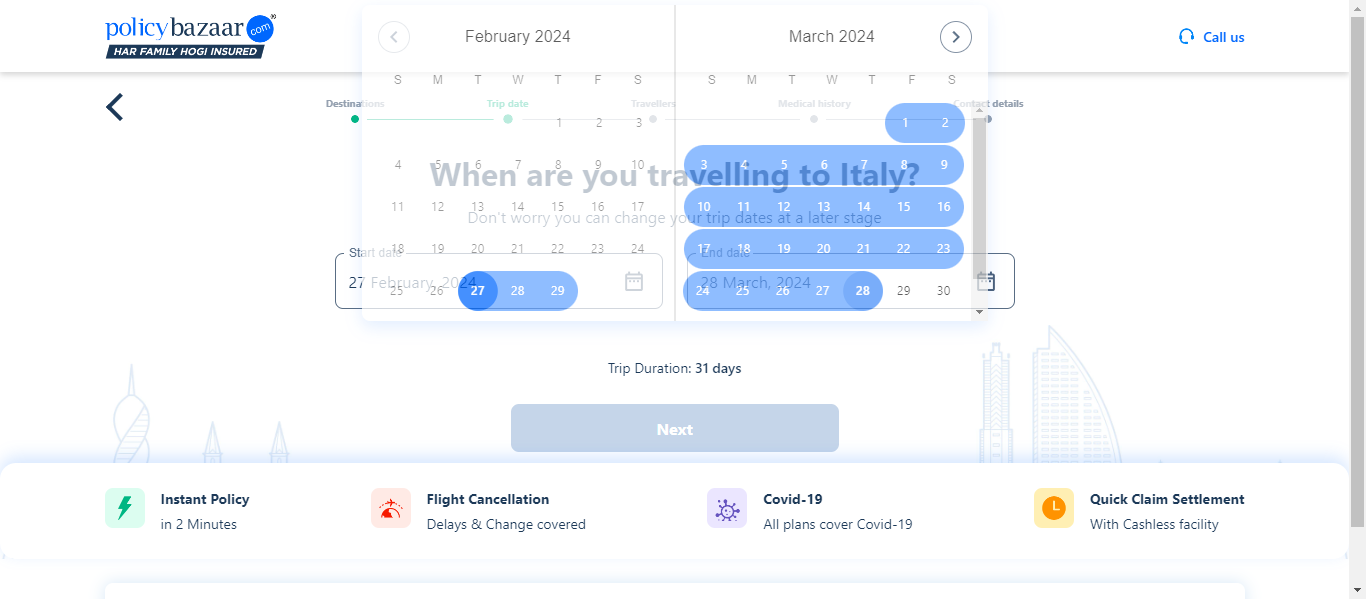 policybazaar.com®
HAR FAMILY HOGI INSURED
Call us
February 2024
S M T W T F S
1 2 3
4 5 6 7 8 9 10
11 12 13 14 15 16 17
18 19 20 21 22 23 24
25 26 27 28 29
March 2024
S M T W T F S
1 2
3 4 5 6 7 8 9
10 11 12 13 14 15 16
17 18 19 20 21 22 23
24 25 26 27 28 29 30
Destinations
Trip date
Travellers
Medical history
Contact details
When are you travelling to Italy?
Don't worry you can change your trip dates at a later stage
Start date
27 February, 2024
End date
28 March, 2024
Trip Duration: 31 days
Next
Instant Policy
in 2 Minutes
Flight Cancellation
Delays & Change covered
Covid-19
All plans cover Covid-19
Quick Claim Settlement
With Cashless facility